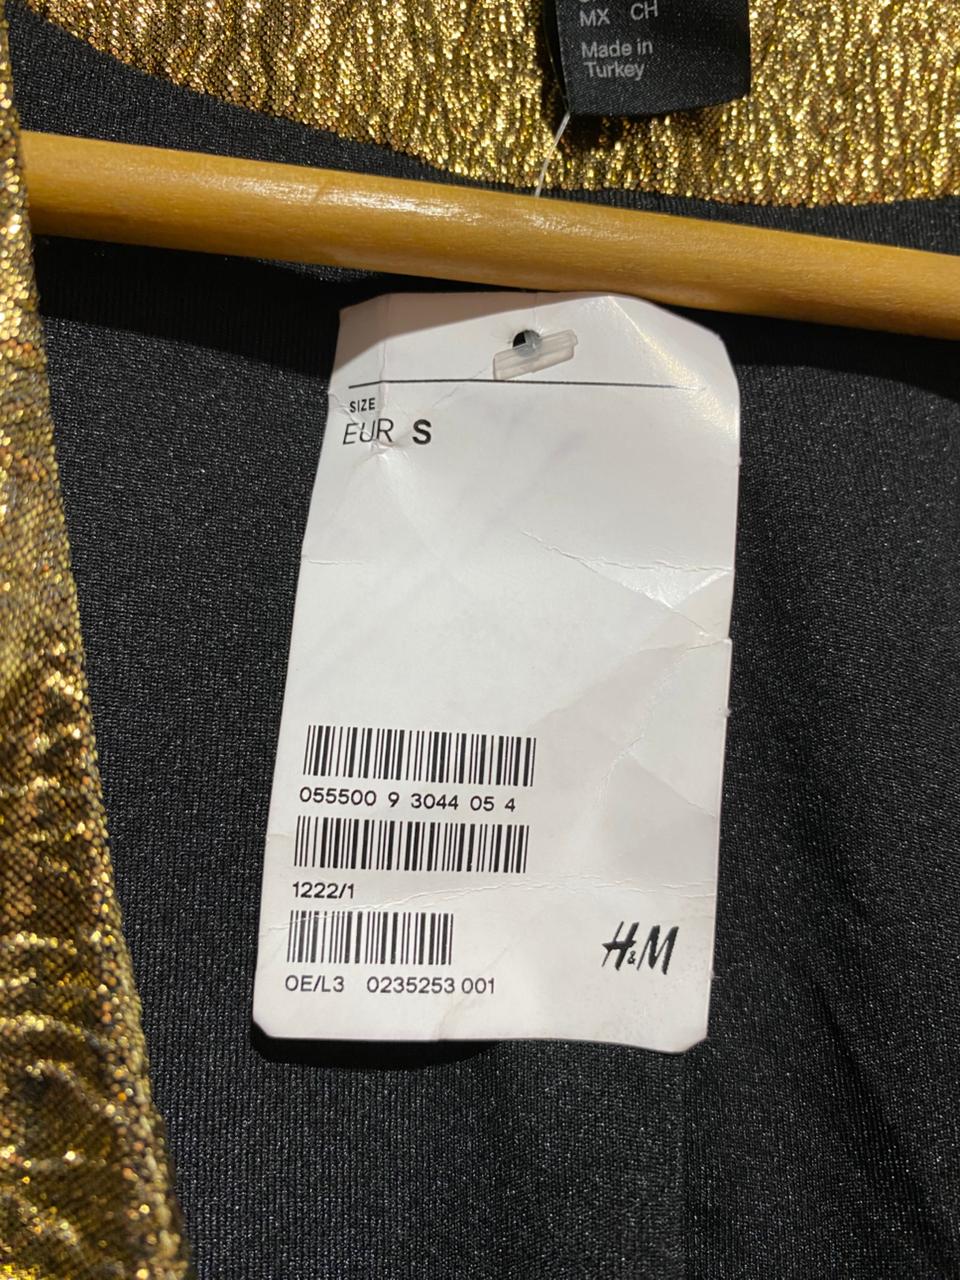 MX CH
Made in
Turkey
SIZE
EUR S
055500 9 3044 05 4
1222/1
OE/L3 0235253 001
H&M